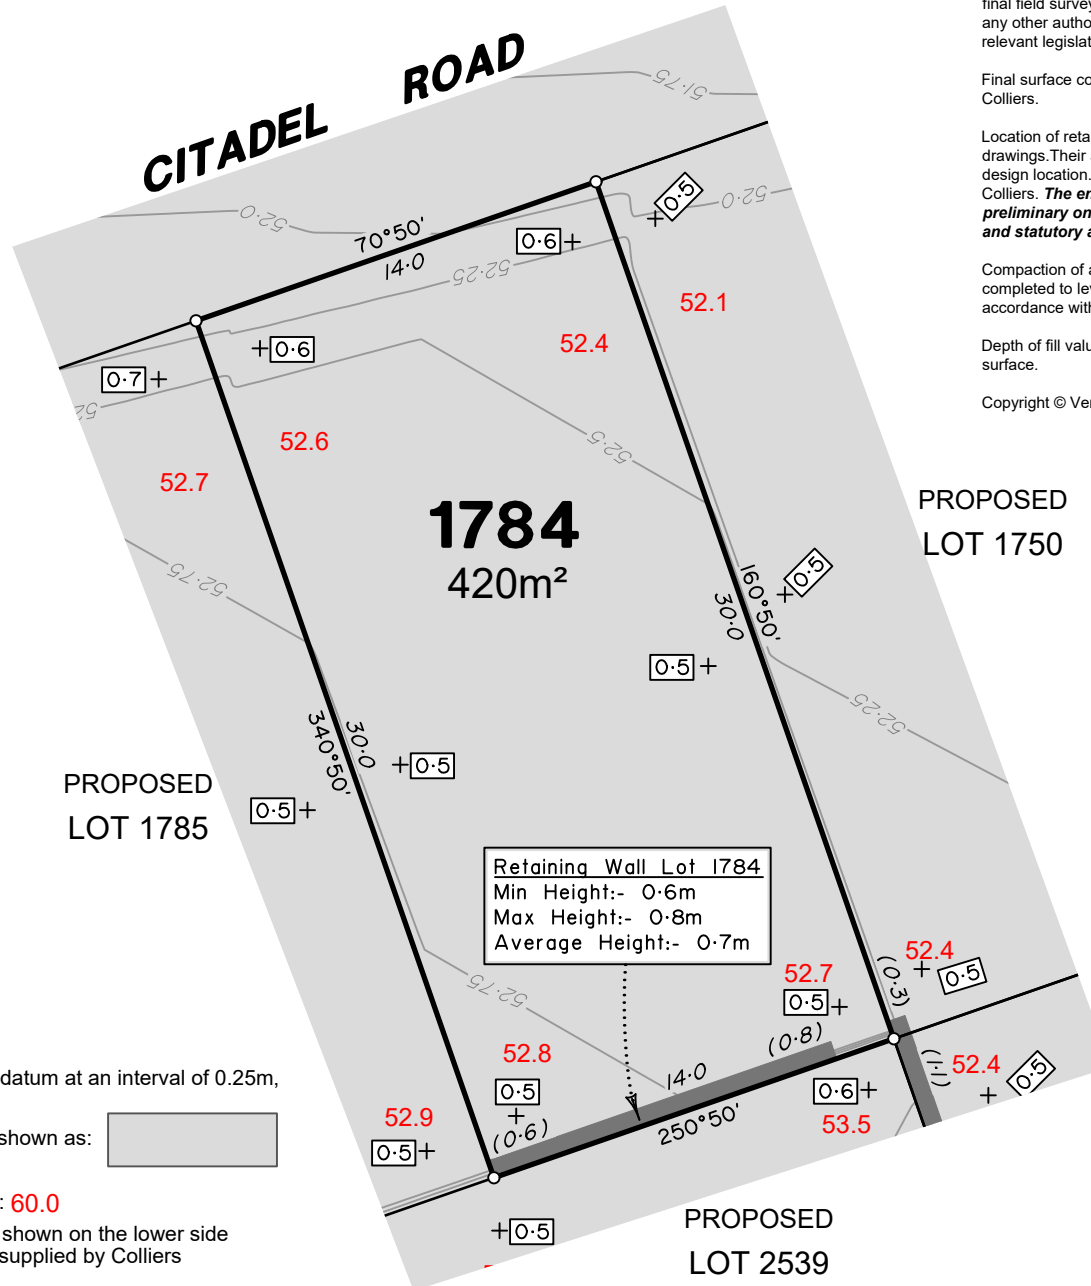 final field survey
any other autho
relevant legislat
Final surface co
Colliers.
Location of reta
drawings.Their
design location.
Colliers. The en
preliminary on
and statutory a
Compaction of a
completed to lev
accordance with
Depth of fill valu
surface.
Copyright © Ver
CITADEL ROAD
51·75
52·0
52·0
70°50'
14·0
52·25
0·5
0·6
0·6
0·7
52
52.1
52.4
52.6
52.7
52·5
52·75
1784
420m²
PROPOSED
LOT 1750
160°50'
30·0
0·5
0·5
52·25
340°50'
30·0
0·5
0·5
PROPOSED
LOT 1785
Retaining Wall Lot 1784
Min Height:- 0·6m
Max Height:- 0·8m
Average Height:- 0·7m
52·75
52.7
0·5
(0·8)
52.4
0·5
(0·3)
(1·1)
52.4
0·5
52.8
0·5
(0·6)
52.9
0·5
14·0
250°50'
0·6
53.5
0·5
PROPOSED
LOT 2539
datum at an interval of 0.25m,
shown as:
: 60.0
shown on the lower side
supplied by Colliers